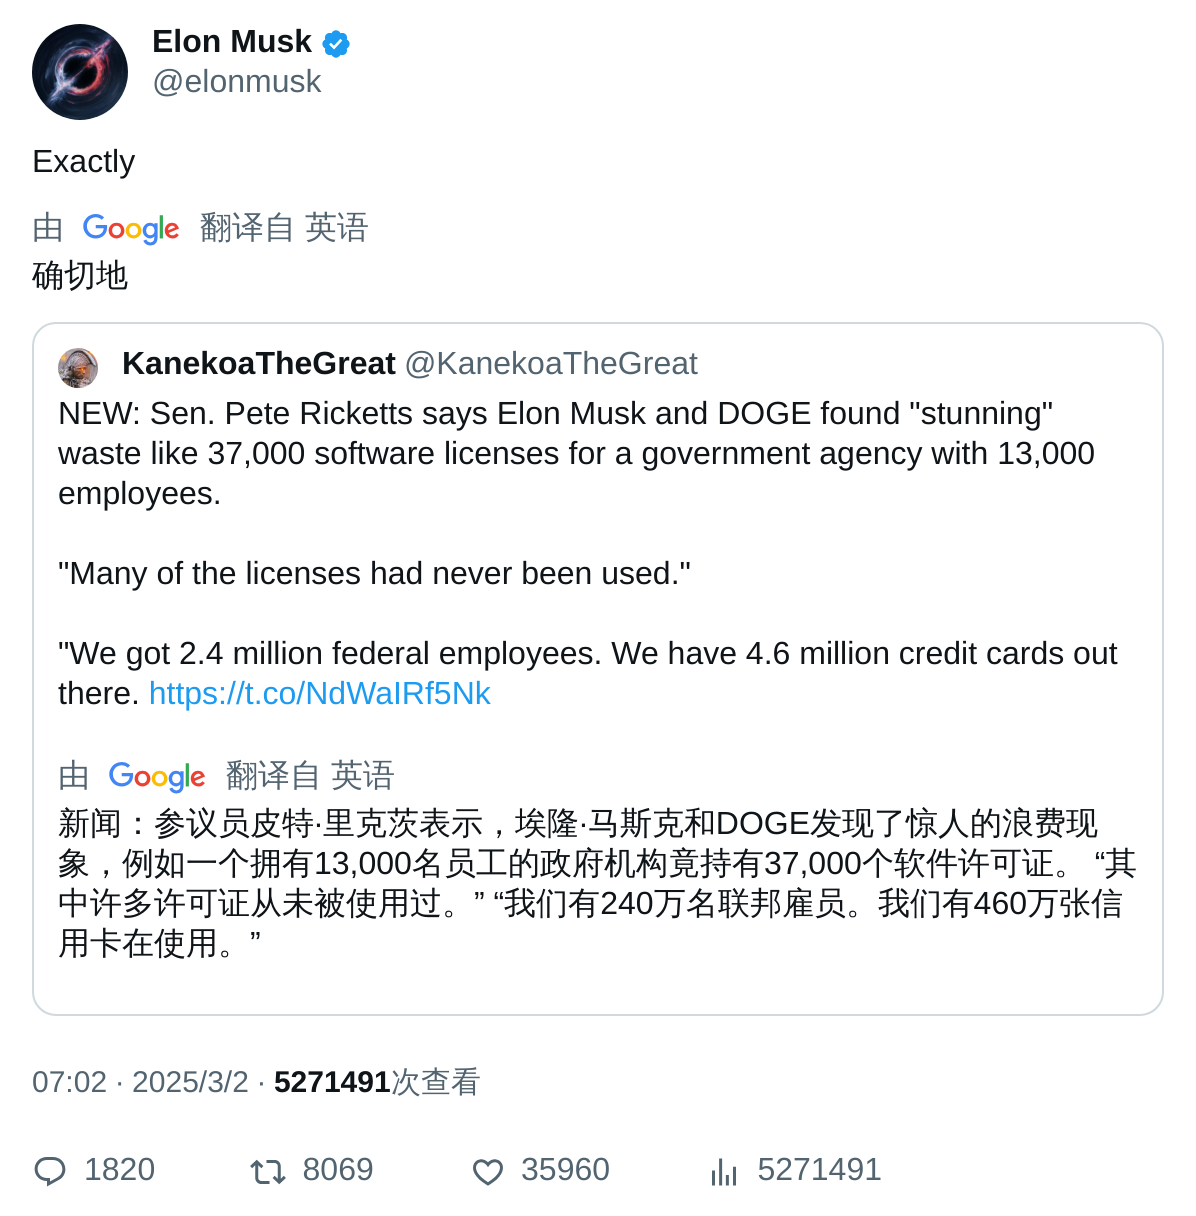 Elon Musk
@elonmusk
Exactly
由 Google 翻译自 英语
确切地
KanekoaTheGreat @KanekoaTheGreat
NEW: Sen. Pete Ricketts says Elon Musk and DOGE found "stunning"
waste like 37,000 software licenses for a government agency with 13,000
employees.
"Many of the licenses had never been used."
"We got 2.4 million federal employees. We have 4.6 million credit cards out
there. https://t.co/NdWaIRf5Nk
由 Google 翻译自 英语
新闻：参议员皮特·里克茨表示，埃隆·马斯克和DOGE发现了惊人的浪费现
象，例如一个拥有13,000名员工的政府机构竟持有37,000个软件许可证。 “其
中许多许可证从未被使用过。” “我们有240万名联邦雇员。我们有460万张信
用卡在使用。”
07:02 · 2025/3/2 · 5271491次查看
1820 8069 35960 5271491